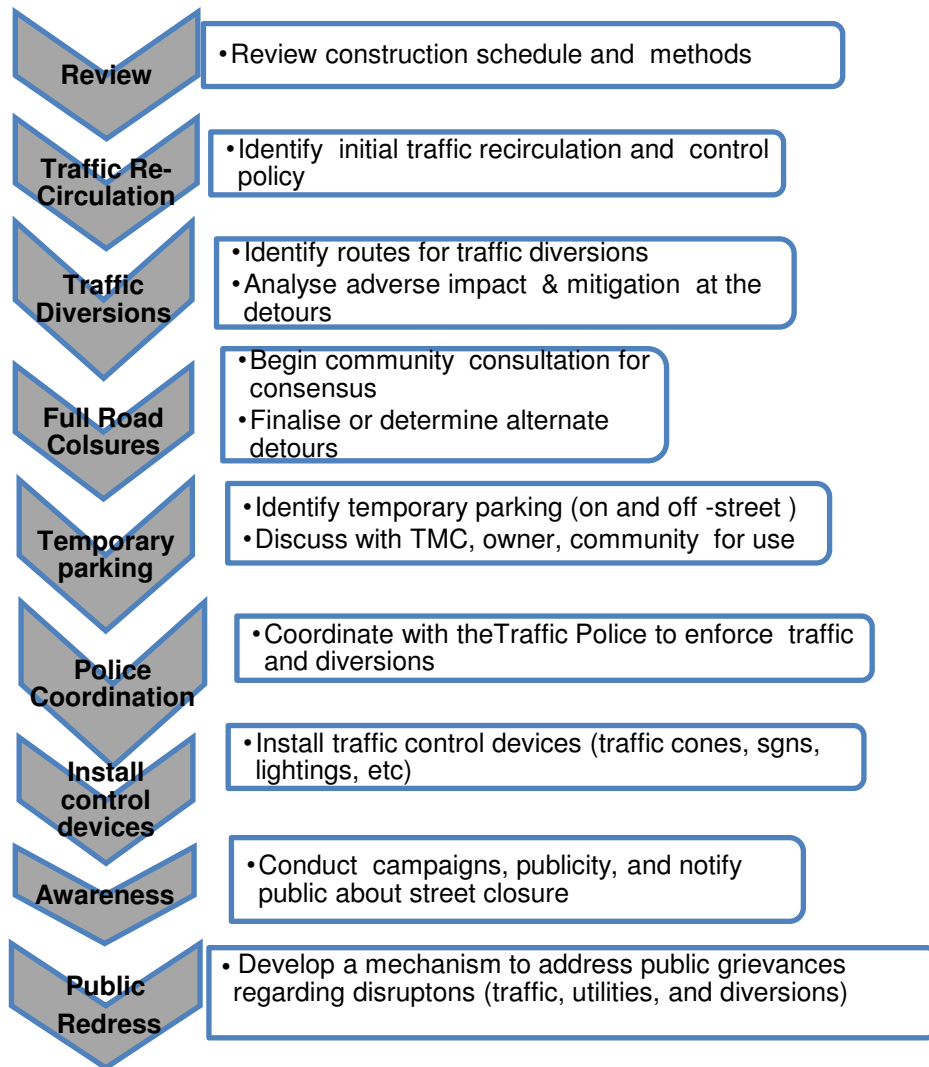 Review
•Review construction schedule and methods
Traffic Re-
Circulation
•Identify initial traffic recirculation and control
policy
Traffic
Diversions
•Identify routes for traffic diversions
•Analyse adverse impact & mitigation at the
detours
Full Road
Colsures
•Begin community consultation for
consensus
•Finalise or determine alternate
detours
Temporary
parking
•Identify temporary parking (on and off -street )
•Discuss with TMC, owner, community for use
Police
Coordination
•Coordinate with theTraffic Police to enforce traffic
and diversions
Install
control
devices
•Install traffic control devices (traffic cones, sgns,
lightings, etc)
Awareness
•Conduct campaigns, publicity, and notify
public about street closure
Public
Redress
• Develop a mechanism to address public grievances
regarding disruptons (traffic, utilities, and diversions)